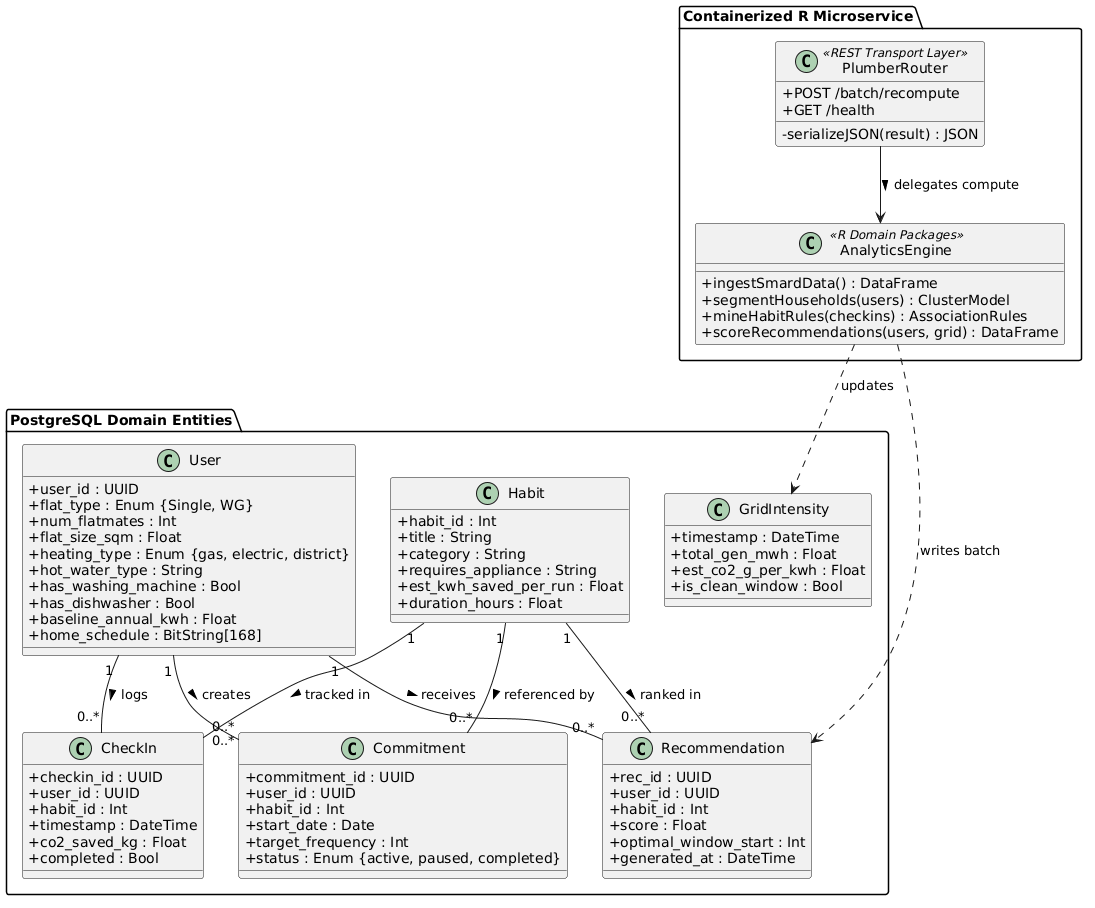 Containerized R Microservice
C
«REST Transport Layer»
PlumberRouter
+POST /batch/recompute
+GET /health
-serializeJSON(result) : JSON
delegates compute
C
«R Domain Packages»
AnalyticsEngine
+ingestSmardData() : DataFrame
+segmentHouseholds(users) : ClusterModel
+mineHabitRules(checkins) : AssociationRules
+scoreRecommendations(users, grid) : DataFrame
updates
writes batch
PostgreSQL Domain Entities
C User
+user_id : UUID
+flat_type : Enum {Single, WG}
+num_flatmates : Int
+flat_size_sqm : Float
+heating_type : Enum {gas, electric, district}
+hot_water_type : String
+has_washing_machine : Bool
+has_dishwasher : Bool
+baseline_annual_kwh : Float
+home_schedule : BitString[168]
C Habit
+habit_id : Int
+title : String
+category : String
+requires_appliance : String
+est_kwh_saved_per_run : Float
+duration_hours : Float
C GridIntensity
+timestamp : DateTime
+total_gen_mwh : Float
+est_co2_g_per_kwh : Float
+is_clean_window : Bool
1
1
1
1
1
1
logs
creates
tracked in
receives
referenced by
ranked in
0..*
0..*
0..*
0..*
0..*
0..*
C CheckIn
+checkin_id : UUID
+user_id : UUID
+habit_id : Int
+timestamp : DateTime
+co2_saved_kg : Float
+completed : Bool
C Commitment
+commitment_id : UUID
+user_id : UUID
+habit_id : Int
+start_date : Date
+target_frequency : Int
+status : Enum {active, paused, completed}
C Recommendation
+rec_id : UUID
+user_id : UUID
+habit_id : Int
+score : Float
+optimal_window_start : Int
+generated_at : DateTime